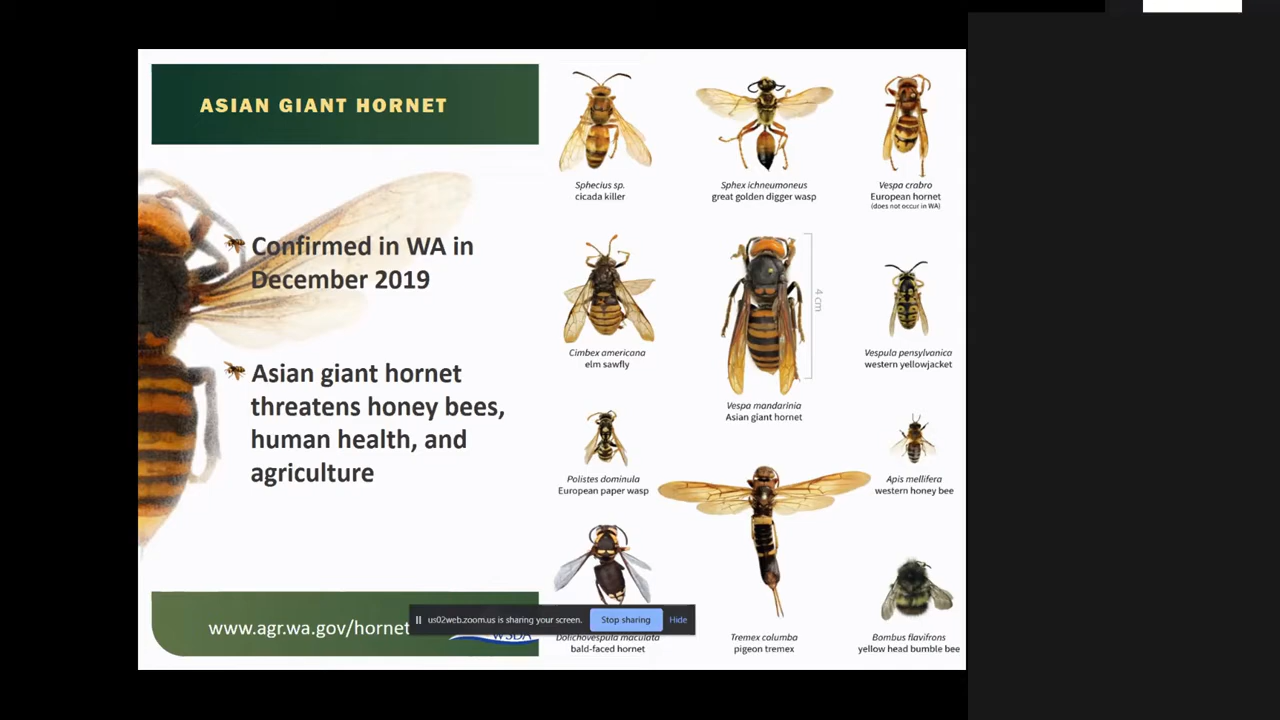 ASIAN GIANT HORNET
Confirmed in WA in
December 2019
Asian giant hornet
threatens honey bees,
human health, and
agriculture
www.agr.wa.gov/hornet
Sphecius sp.
cicada killer
Sphex ichneumoneus
great golden digger wasp
Vespa crabro
European hornet
(does not occur in WA)
Cimbex americana
elm sawfly
4 cm
Vespa mandarinia
Asian giant hornet
Vespula pensylvanica
western yellowjacket
Polistes dominula
European paper wasp
Apis mellifera
western honey bee
us02web.zoom.us is sharing your screen.
Stop sharing
Hide
WSDA
Dolichovespula maculata
bald-faced hornet
Tremex columba
pigeon tremex
Bombus flavifrons
yellow head bumble bee